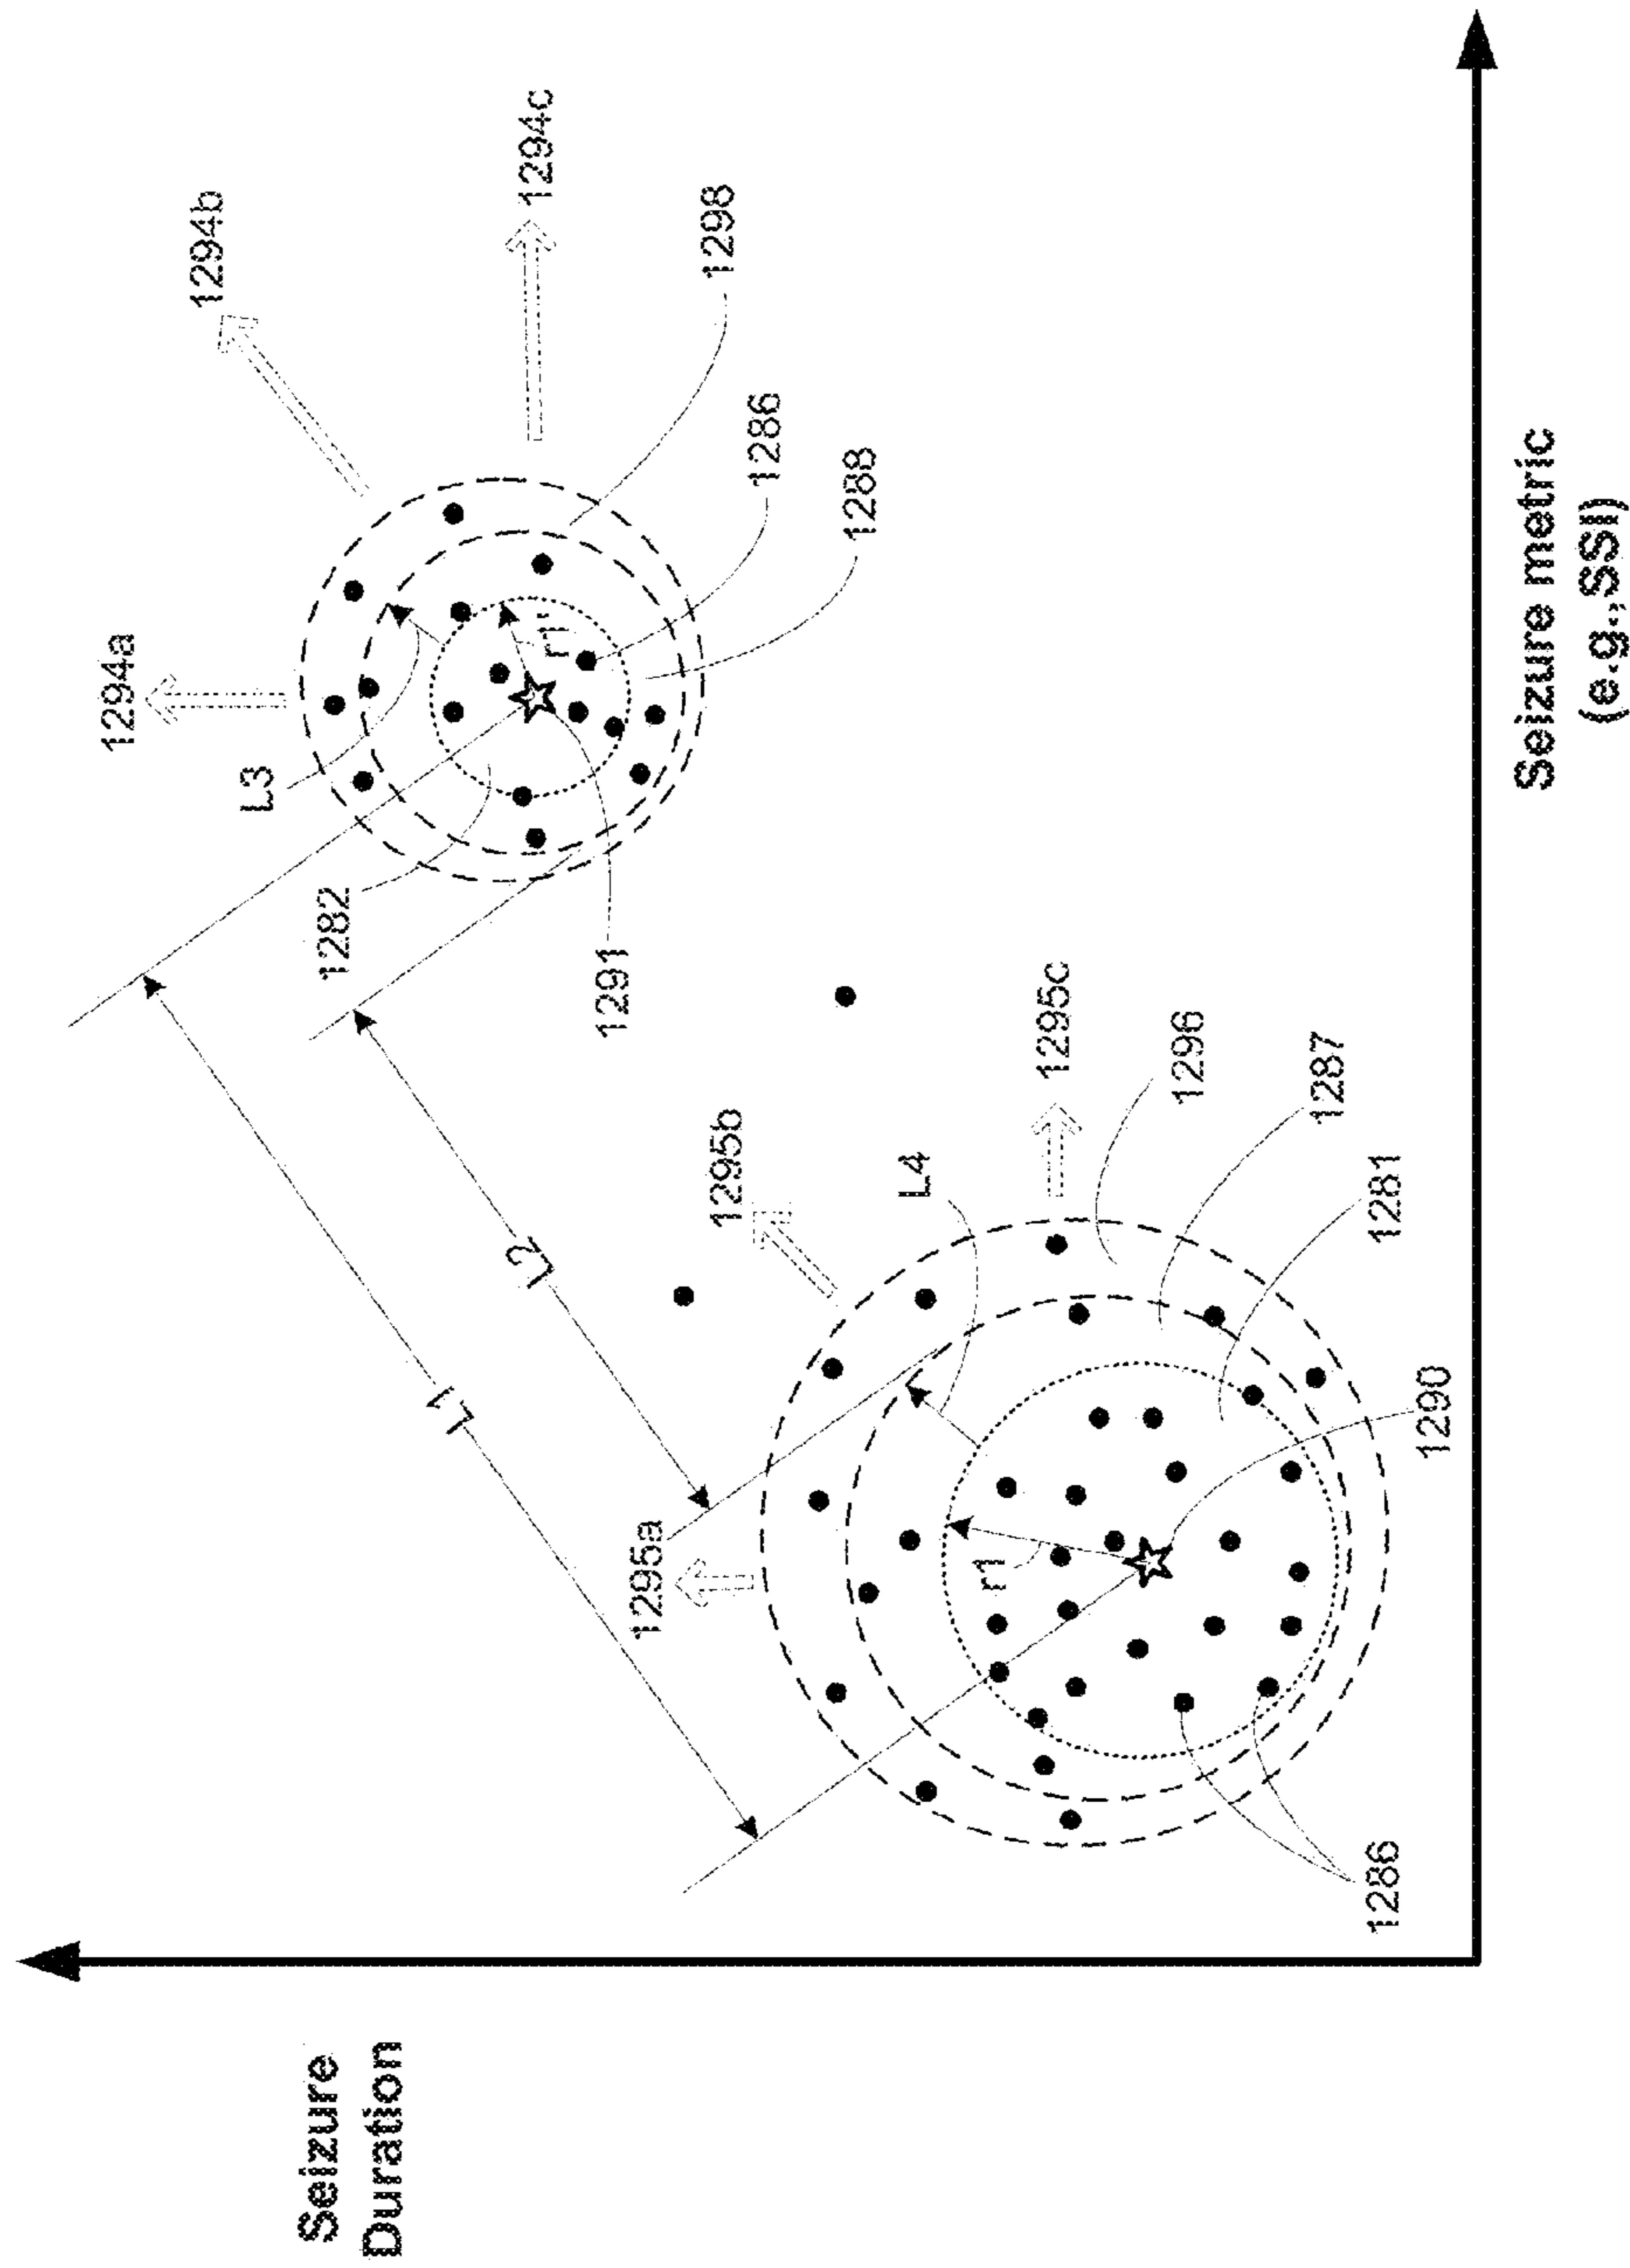 1294a
1294b
L3
Seizure
Duration
1282
L1
L2
1294c
r1'
1291
1295a
1298
1295b
1286
1288
L4
r1
1295c
1296
1287
1286
1281
1290
Seizure metric
(e.g.,SSI)